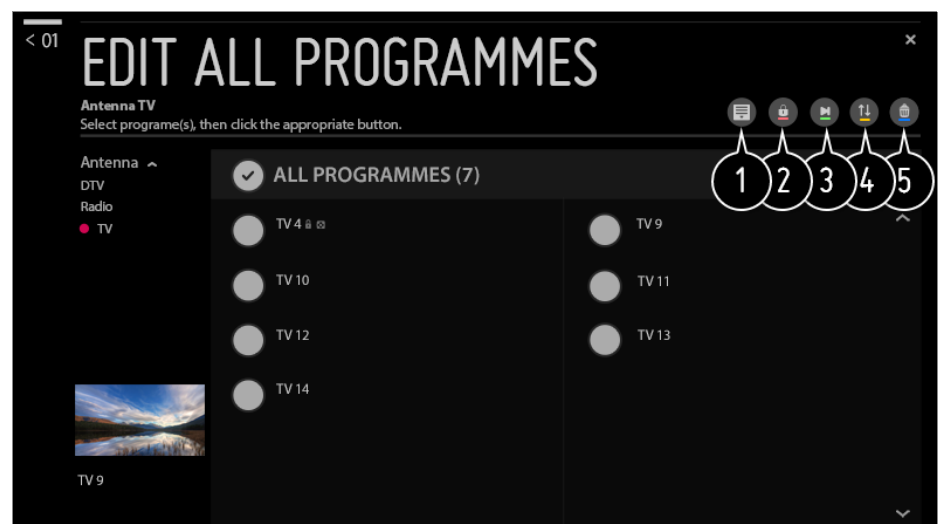 < 01
EDIT ALL PROGRAMMES
Antenna TV
Select programe(s), then click the appropriate button.
1 2 3 4 5
Antenna
DTV
Radio
TV
ALL PROGRAMMES (7)
TV 4
TV 9
TV 10
TV 11
TV 12
TV 13
TV 14
TV 9